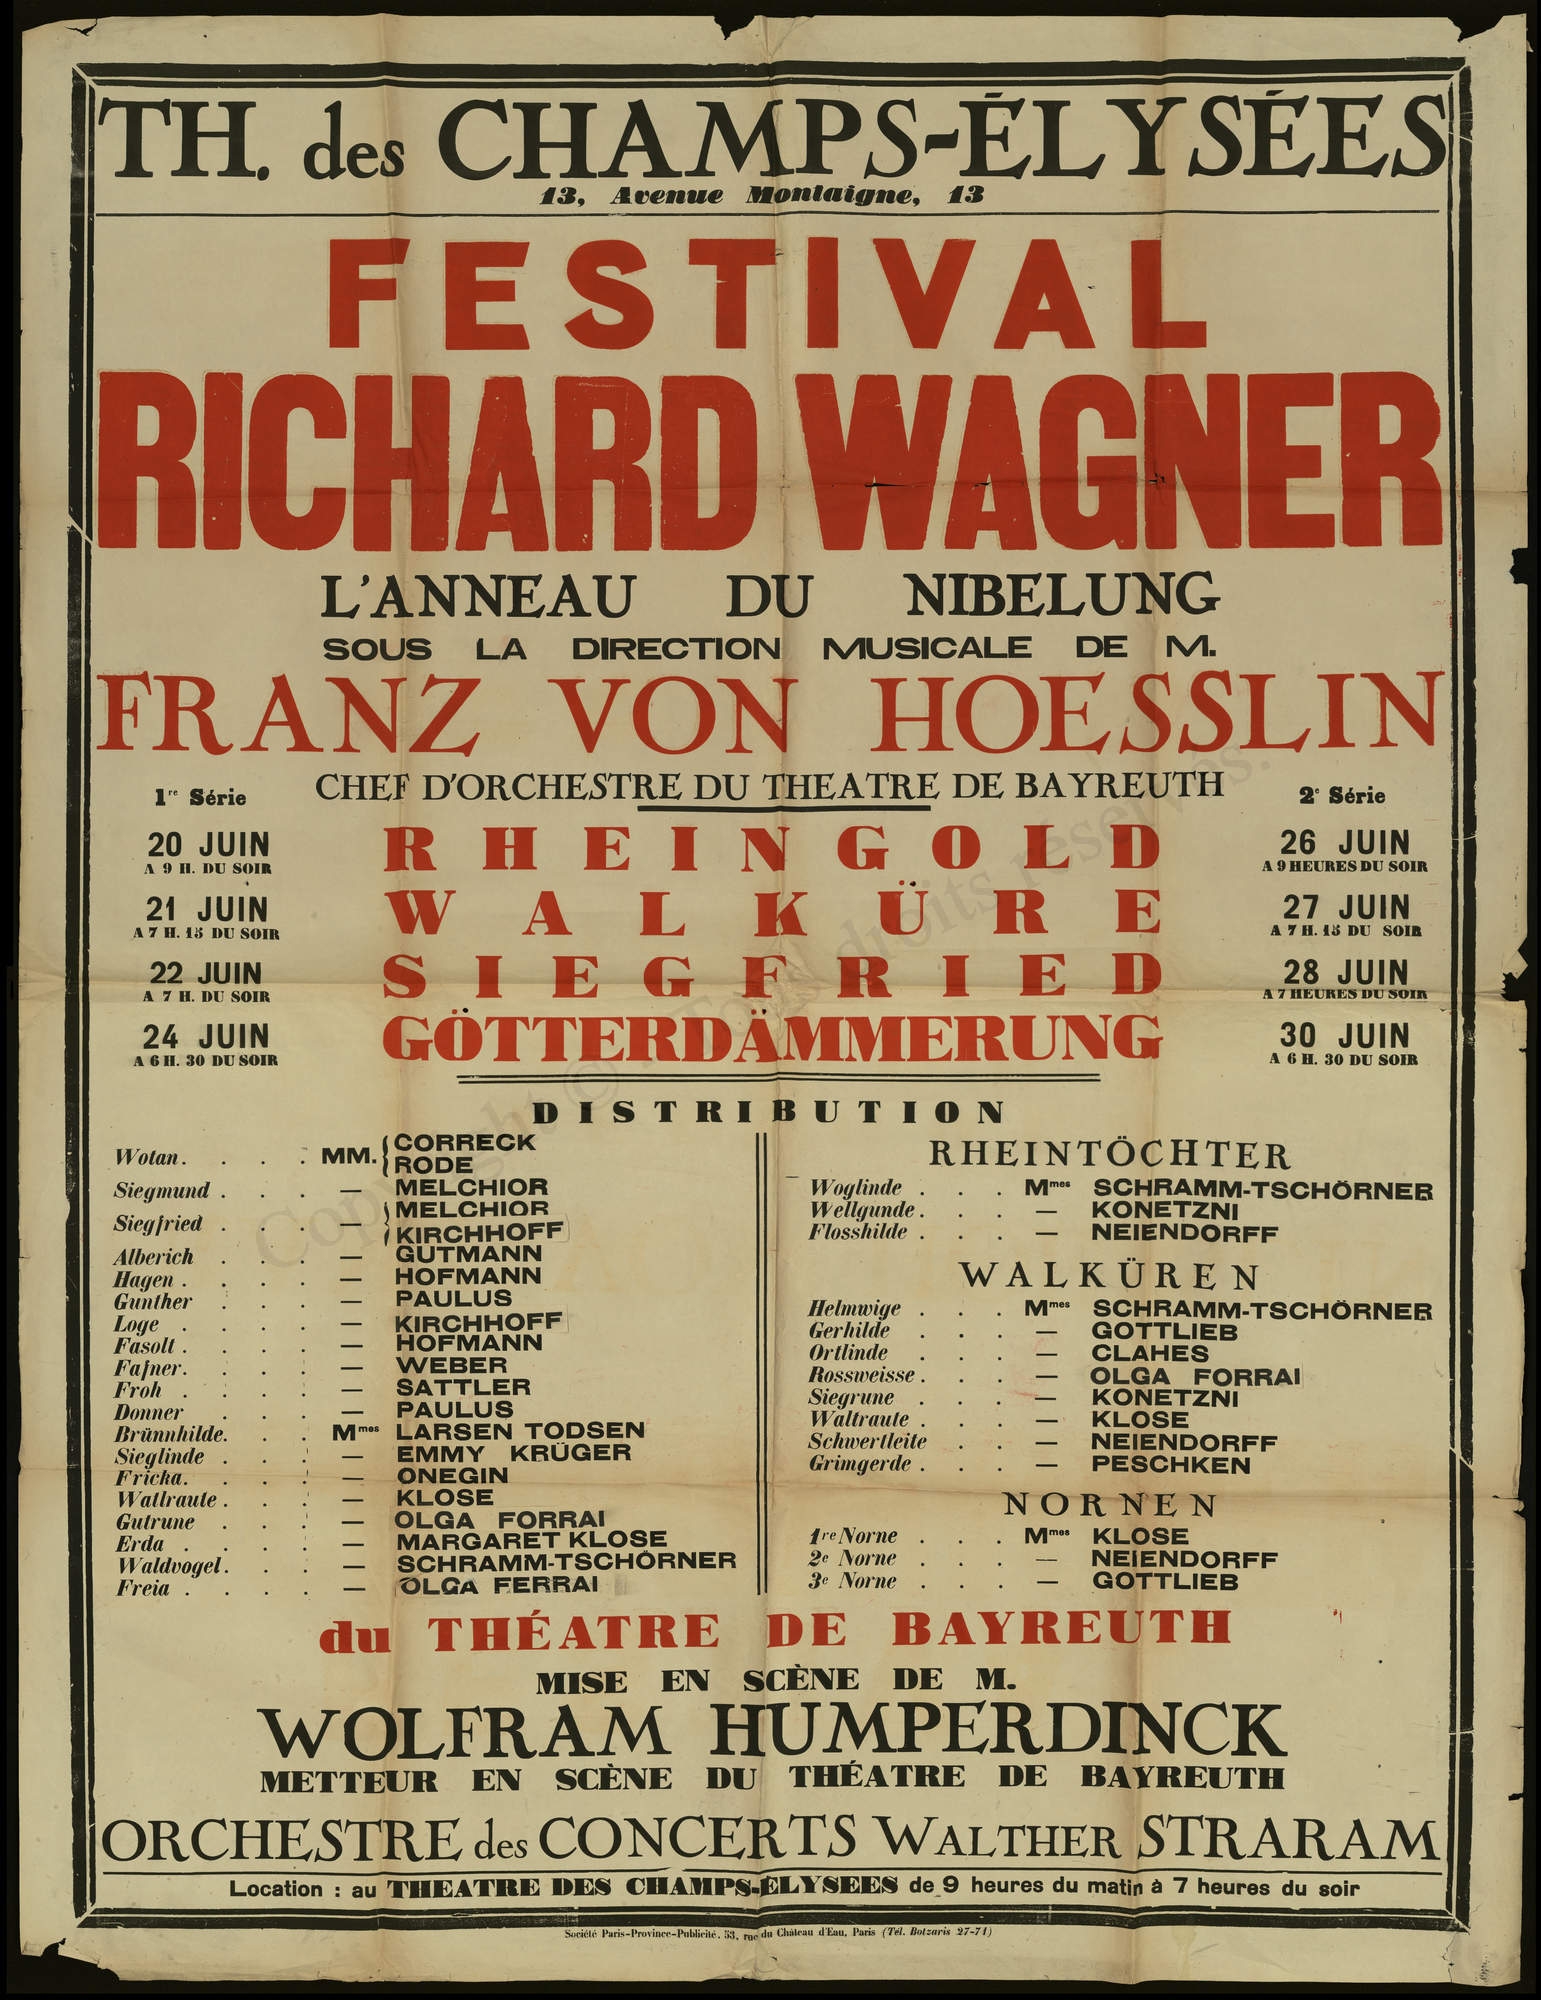 TH. des CHAMPS-ÉLYSÉES
13, Avenue Montaigne, 13
FESTIVAL
RICHARD WAGNER
L'ANNEAU DU NIBELUNG
SOUS LA DIRECTION MUSICALE DE M.
FRANZ VON HOESSLIN
CHEF D'ORCHESTRE DU THEATRE DE BAYREUTH
1re Série
2e Série
20 JUIN RHEINGOLD 26 JUIN
A 9 H. DU SOIR A 9 HEURES DU SOIR
21 JUIN WALKÜRE 27 JUIN
A 7 H. 15 DU SOIR A 7 H. 15 DU SOIR
22 JUIN SIEGFRIED 28 JUIN
A 7 H. DU SOIR A 7 HEURES DU SOIR
24 JUIN GÖTTERDÄMMERUNG 30 JUIN
A 6 H. 30 DU SOIR A 6 H. 30 DU SOIR
DISTRIBUTION
Wotan. . . . MM. { CORRECK
RODE
Siegmund . . . — MELCHIOR
Siegfried . . . — { MELCHIOR
KIRCHHOFF
Alberich . . . — GUTMANN
Hagen . . . . — HOFMANN
Gunther . . . — PAULUS
Loge . . . . — KIRCHHOFF
Fasolt . . . . — HOFMANN
Fafner. . . . — WEBER
Froh . . . . — SATTLER
Donner . . . — PAULUS
Brünnhilde. . . Mmes LARSEN TODSEN
Sieglinde . . . — EMMY KRÜGER
Fricka. . . . — ONEGIN
Watlraute . . . — KLOSE
Gutrune . . . — OLGA FORRAI
Erda . . . . — MARGARET KLOSE
Waldvogel. . . — SCHRAMM-TSCHÖRNER
Freia . . . . — OLGA FERRAI
RHEINTÖCHTER
Woglinde . . . Mmes SCHRAMM-TSCHÖRNER
Wellgunde . . . — KONETZNI
Flosshilde . . . — NEIENDORFF
WALKÜREN
Helmwige . . . Mmes SCHRAMM-TSCHÖRNER
Gerhilde . . . — GOTTLIEB
Ortlinde . . . — CLAHES
Rossweisse . . . — OLGA FORRAI
Siegrune . . . — KONETZNI
Waltraute . . . — KLOSE
Schwertleite . . — NEIENDORFF
Grimgerde . . . — PESCHKEN
NORNEN
1re Norne . . . Mmes KLOSE
2e Norne . . . — NEIENDORFF
3e Norne . . . — GOTTLIEB
du THÉATRE DE BAYREUTH
MISE EN SCÈNE DE M.
WOLFRAM HUMPERDINCK
METTEUR EN SCÈNE DU THÉATRE DE BAYREUTH
ORCHESTRE des CONCERTS WALTHER STRARAM
Location : au THEATRE DES CHAMPS-ÉLYSEES de 9 heures du matin à 7 heures du soir
Société Paris-Province-Publicité, 53, rue du Château d'Eau, Paris (Tél. Botzaris 27-71)
Copyright © Tous droits réservés.